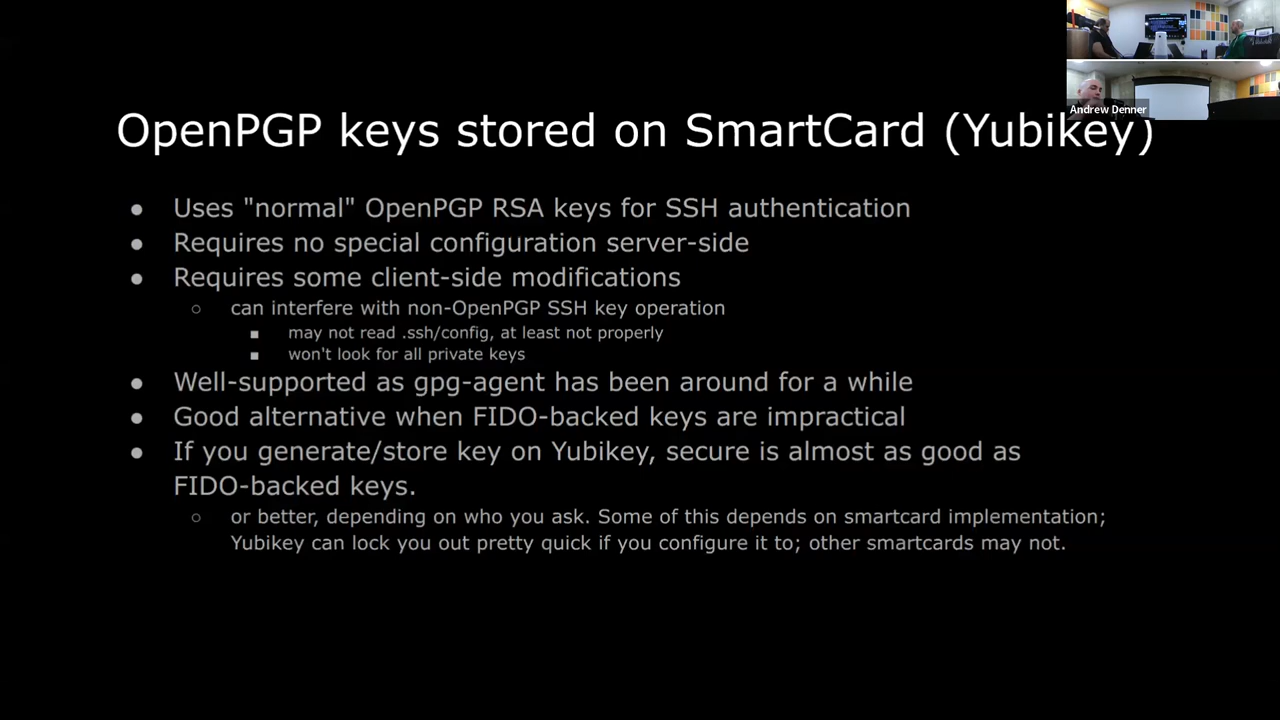 Andrew Denner
OpenPGP keys stored on SmartCard (Yubikey)
● Uses "normal" OpenPGP RSA keys for SSH authentication
● Requires no special configuration server-side
● Requires some client-side modifications
○ can interfere with non-OpenPGP SSH key operation
■ may not read .ssh/config, at least not properly
■ won't look for all private keys
● Well-supported as gpg-agent has been around for a while
● Good alternative when FIDO-backed keys are impractical
● If you generate/store key on Yubikey, secure is almost as good as
FIDO-backed keys.
○ or better, depending on who you ask. Some of this depends on smartcard implementation;
Yubikey can lock you out pretty quick if you configure it to; other smartcards may not.